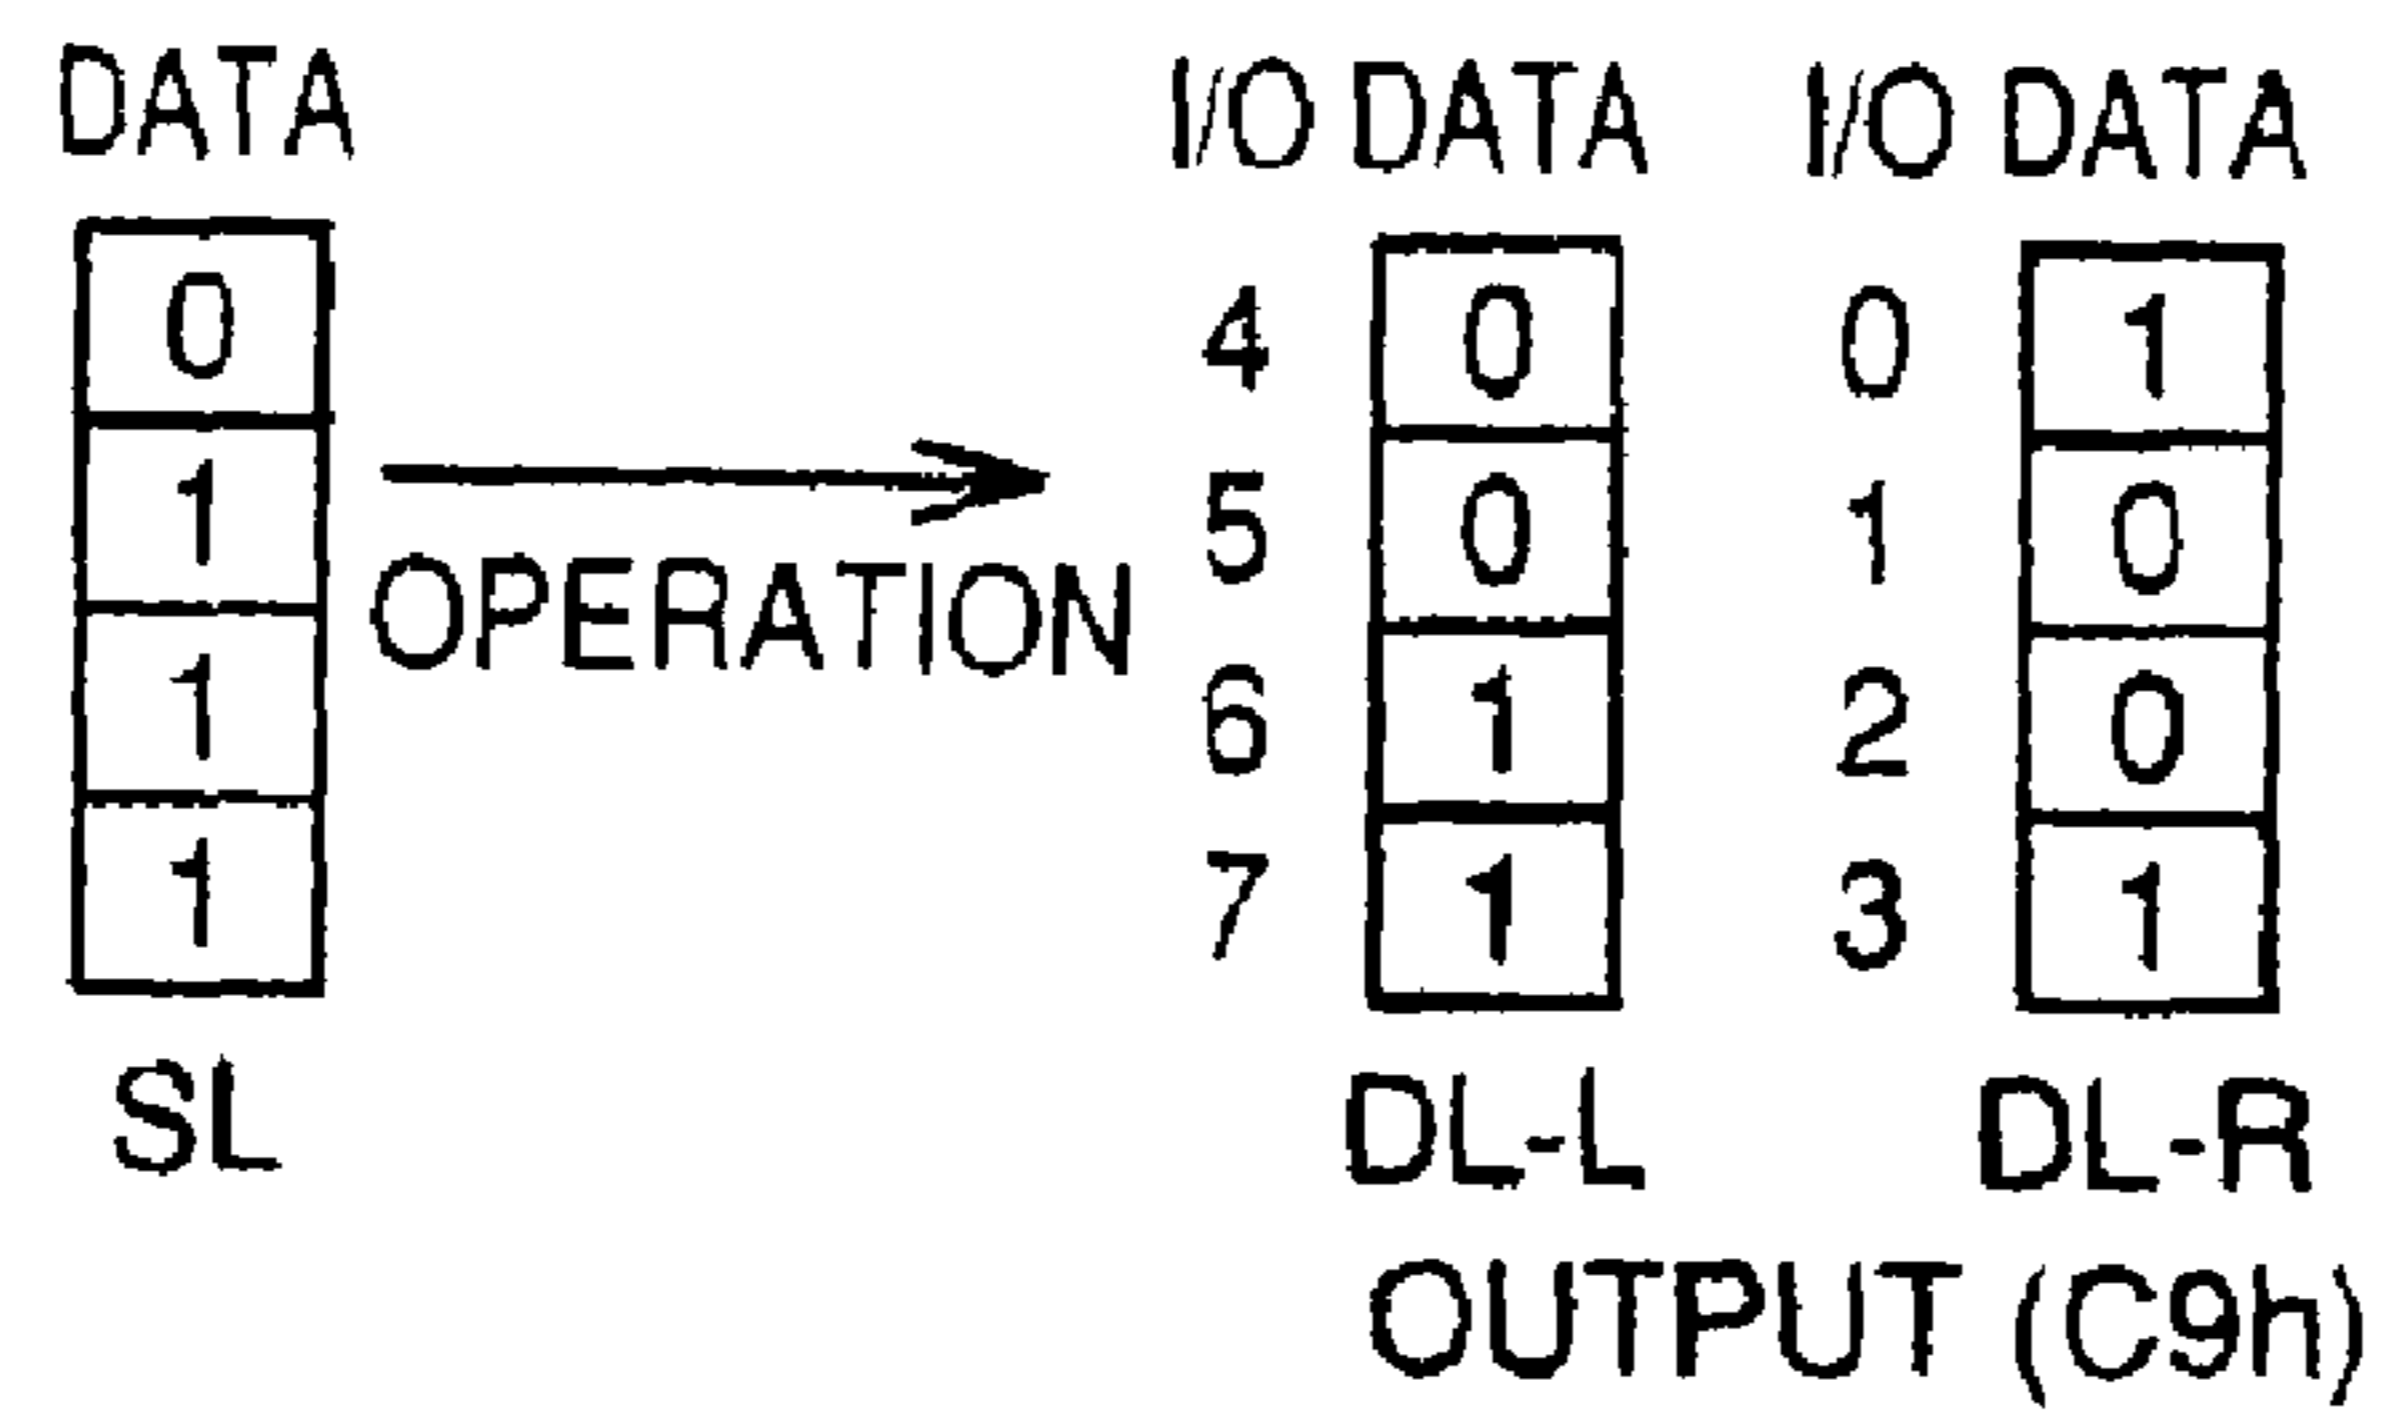 DATA I/O DATA I/O DATA
0 4 0 0 1
1 5 0 1 0
OPERATION
1 6 1 2 0
1 7 1 3 1
SL DL-L DL-R
OUTPUT (C9h)